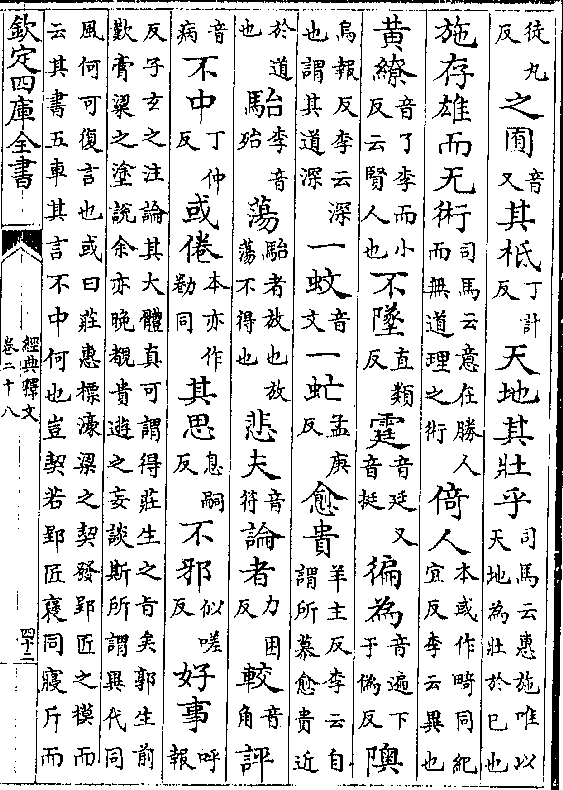 徒丸反之囿音又其柢丁計反天地其壯乎司馬云惠施唯以天地為壯於己也
施存雄而无術司馬云意在勝人而無道理之術倚人本或作畸同紀宜反李云異也
黃繚音了李而小反云賢人也不墜直類反霆音廷又音挺徧為音遍下于偽反隩
烏報反李云深也謂其道深一蚊音文一虻孟庚反愈貴羊主反李云自謂所慕愈貴近
於道也駘李音殆蕩駘者放也放蕩不得也悲夫音符論者力困反較音角評
音病不中丁仲反或倦本亦作勌同其思息嗣反不邪似嗟反好事呼報
反子玄之注論其大體真可謂得莊生之旨矣郭生前
歎膏粱之塗說余亦晚覩貴遊之妄談斯所謂異代同
風何可復言也或曰莊惠標濠梁之契發郢匠之模而
云其書五車其言不中何也豈契若郢匠褒同寢斤而
欽定四庫全書
經典釋文
卷二十八
四十二